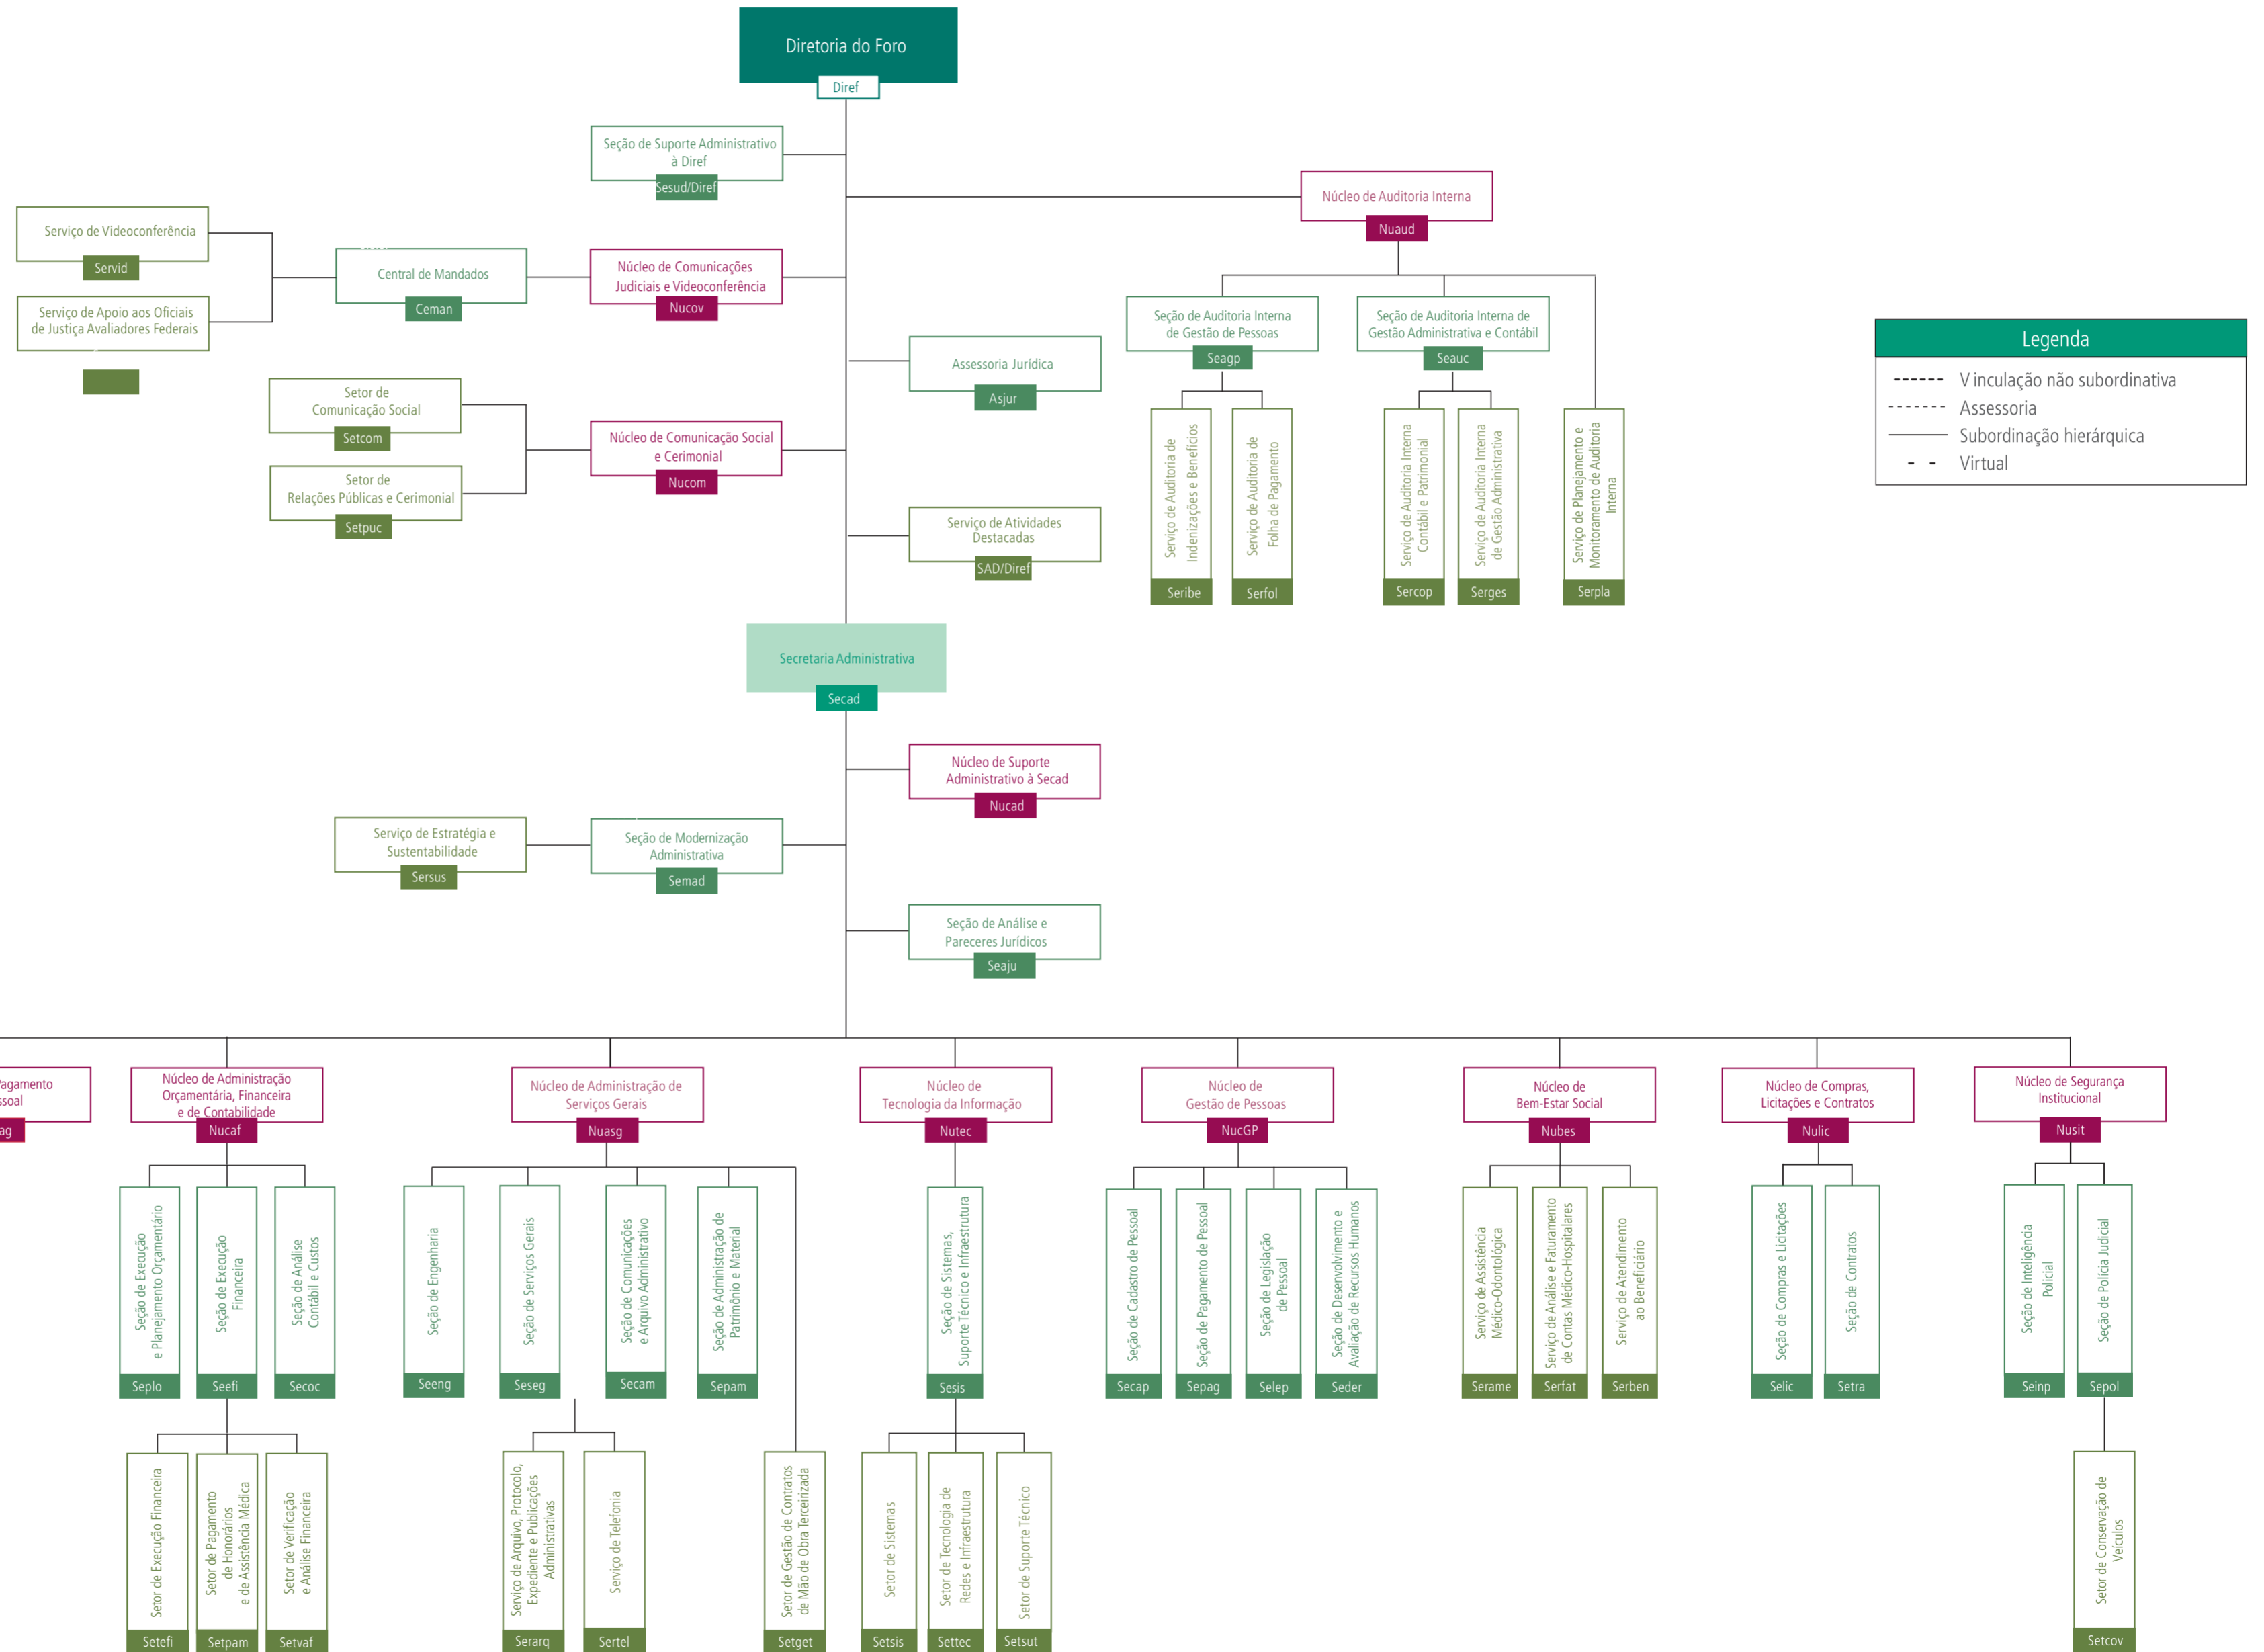 Diretoria do Foro
Diref
Seção de Suporte Administrativo
à Diref
Sesud/Diref
Núcleo de Auditoria Interna
Nuaud
Serviço de Videoconferência
Servid
Serviço de Apoio aos Oficiais
de Justiça Avaliadores Federais
Central de Mandados
Ceman
Núcleo de Comunicações
Judiciais e Videoconferência
Nucov
Seção de Auditoria Interna
de Gestão de Pessoas
Seagp
Seção de Auditoria Interna de
Gestão Administrativa e Contábil
Seauc
Assessoria Jurídica
Asjur
Setor de
Comunicação Social
Setcom
Setor de
Relações Públicas e Cerimonial
Setpuc
Núcleo de Comunicação Social
e Cerimonial
Nucom
Serviço de Atividades
Destacadas
SAD/Diref
Serviço de Auditoria de
Indenizações e Benefícios
Seribe
Serviço de Auditoria de
Folha de Pagamento
Serfol
Serviço de Auditoria Interna
Contábil e Patrimonial
Sercop
Serviço de Auditoria Interna
de Gestão Administrativa
Serges
Serviço de Planejamento e
Monitoramento de Auditoria
Interna
Serpla
Legenda
V inculação não subordinativa
Assessoria
Subordinação hierárquica
Virtual
Secretaria Administrativa
Secad
Núcleo de Suporte
Administrativo à Secad
Nucad
Serviço de Estratégia e
Sustentabilidade
Sersus
Seção de Modernização
Administrativa
Semad
Seção de Análise e
Pareceres Jurídicos
Seaju
agamento
ssoal
ag
Núcleo de Administração
Orçamentária, Financeira
e de Contabilidade
Nucaf
Núcleo de Administração de
Serviços Gerais
Nuasg
Núcleo de
Tecnologia da Informação
Nutec
Núcleo de
Gestão de Pessoas
NucGP
Núcleo de
Bem-Estar Social
Nubes
Núcleo de Compras,
Licitações e Contratos
Nulic
Núcleo de Segurança
Institucional
Nusit
Seção de Execução
e Planejamento Orçamentário
Seplo
Seção de Execução
Financeira
Seefi
Seção de Análise
Contábil e Custos
Secoc
Seção de Engenharia
Seeng
Seção de Serviços Gerais
Seseg
Seção de Comunicações
e Arquivo Administrativo
Secam
Seção de Administração de
Patrimônio e Material
Sepam
Seção de Sistemas,
Suporte Técnico e Infraestrutura
Sesis
Seção de Cadastro de Pessoal
Secap
Seção de Pagamento de Pessoal
Sepag
Seção de Legislação
de Pessoal
Selep
Seção de Desenvolvimento e
Avaliação de Recursos Humanos
Seder
Serviço de Assistência
Médico-Odontológica
Serame
Serviço de Análise e Faturamento
de Contas Médico-Hospitalares
Serfat
Serviço de Atendimento
ao Beneficiário
Serben
Seção de Compras e Licitações
Selic
Seção de Contratos
Setra
Seção de Inteligência
Policial
Seinp
Seção de Polícia Judicial
Sepol
Setor de Execução Financeira
Setefi
Setor de Pagamento
de Honorários
e de Assistência Médica
Setpam
Setor de Verificação
e Análise Financeira
Setvaf
Serviço de Arquivo, Protocolo,
Expediente e Publicações
Administrativas
Serarq
Serviço de Telefonia
Sertel
Setor de Gestão de Contratos
de Mão de Obra Terceirizada
Setget
Setor de Sistemas
Setsis
Setor de Tecnologia de
Redes e Infraestrutura
Settec
Setor de Suporte Técnico
Setsut
Setor de Conservação de
Veículos
Setcov